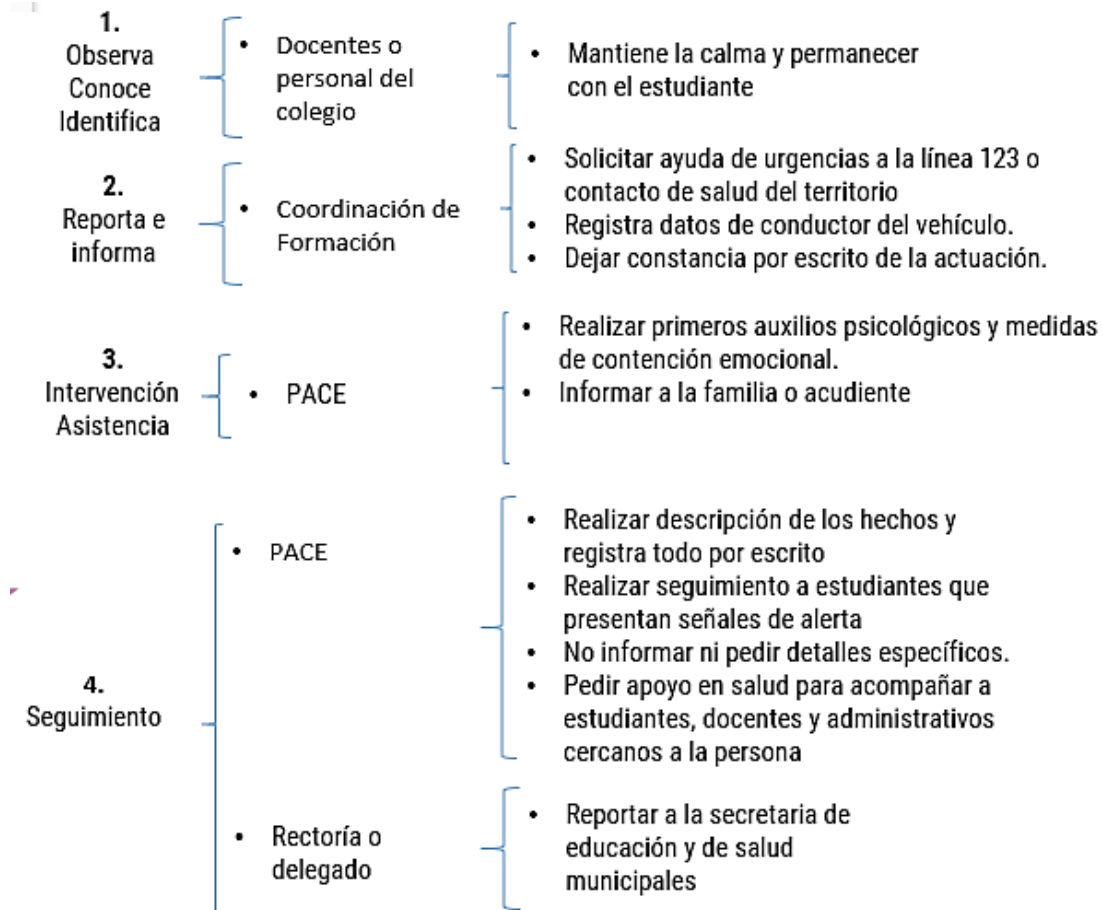 1.
Observa
Conoce
Identifica
• Docentes o
personal del
colegio
• Mantiene la calma y permanecer
con el estudiante
2.
Reporta e
informa
• Coordinación de
Formación
• Solicitar ayuda de urgencias a la línea 123 o
contacto de salud del territorio
• Registra datos de conductor del vehículo.
• Dejar constancia por escrito de la actuación.
3.
Intervención
Asistencia
• PACE
• Realizar primeros auxilios psicológicos y medidas
de contención emocional.
• Informar a la familia o acudiente
4.
Seguimiento
• PACE
• Realizar descripción de los hechos y
registra todo por escrito
• Realizar seguimiento a estudiantes que
presentan señales de alerta
• No informar ni pedir detalles específicos.
• Pedir apoyo en salud para acompañar a
estudiantes, docentes y administrativos
cercanos a la persona
• Rectoría o
delegado
• Reportar a la secretaria de
educación y de salud
municipales